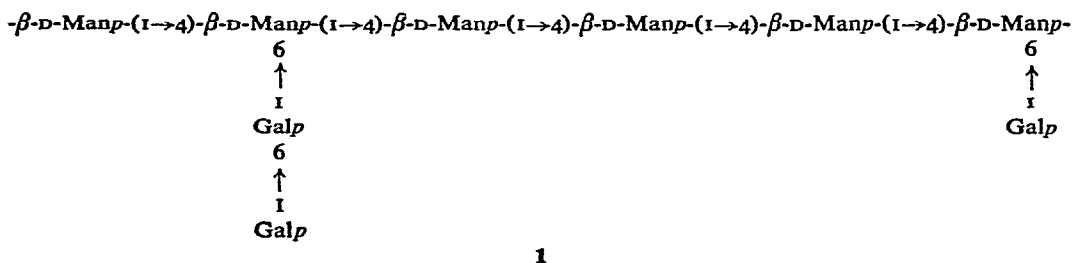 -β-D-Manp-(1→4)-β-D-Manp-(1→4)-β-D-Manp-(1→4)-β-D-Manp-(1→4)-β-D-Manp-(1→4)-β-D-Manp-
6 6
↑ ↑
1 1
Galp Galp
6
↑
1
Galp
1